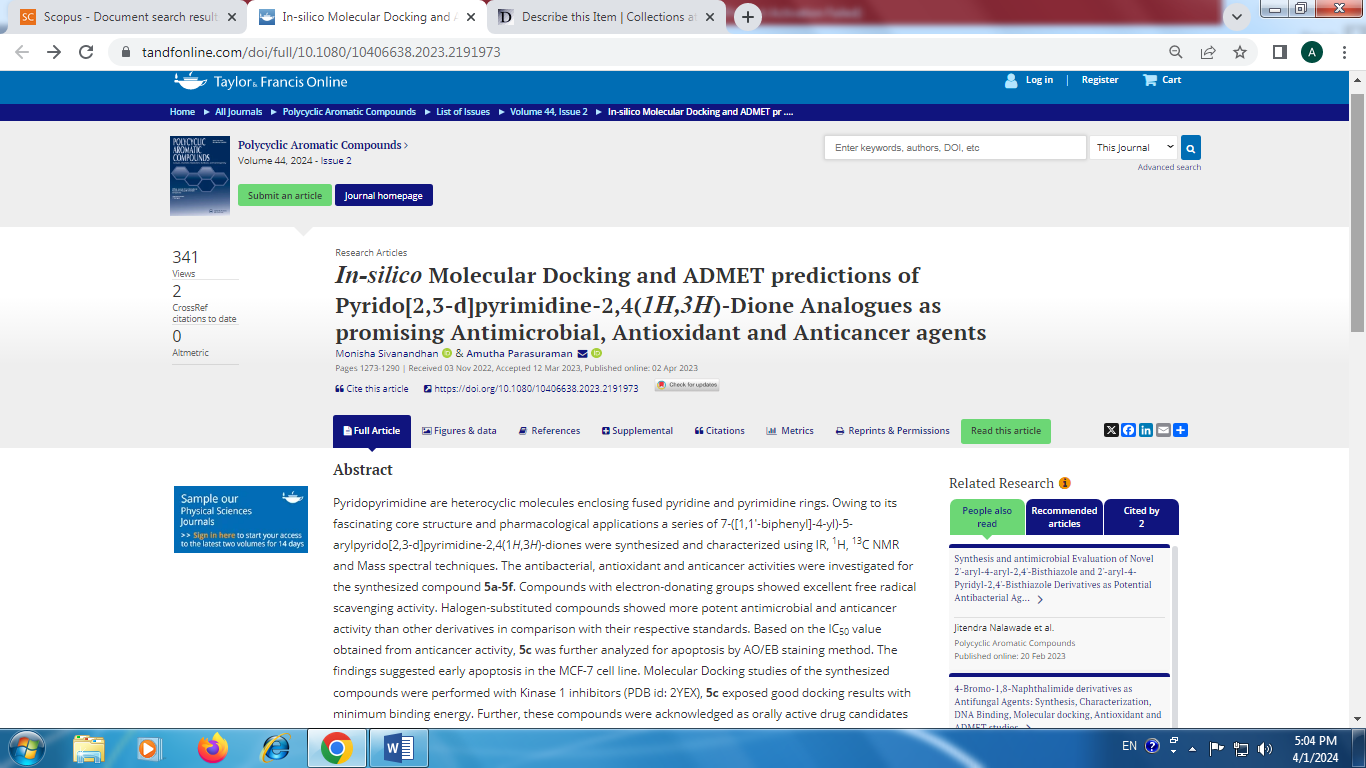 Scopus - Document search result
In-silico Molecular Docking and A
Describe this Item | Collections at
tandfonline.com/doi/full/10.1080/10406638.2023.2191973
A
Taylor & Francis Online
Log in | Register Cart
Home ▸ All Journals ▸ Polycyclic Aromatic Compounds ▸ List of Issues ▸ Volume 44, Issue 2 ▸ In-silico Molecular Docking and ADMET pr ....
POLYCYCLIC AROMATIC COMPOUNDS
Polycyclic Aromatic Compounds ›
Volume 44, 2024 - Issue 2
Submit an article Journal homepage
Enter keywords, authors, DOI, etc This Journal
Advanced search
341
Views
2
CrossRef
citations to date
0
Altmetric
Research Articles
In-silico Molecular Docking and ADMET predictions of
Pyrido[2,3-d]pyrimidine-2,4(1H,3H)-Dione Analogues as
promising Antimicrobial, Antioxidant and Anticancer agents
Monisha Sivanandhan & Amutha Parasuraman
Pages 1273-1290 | Received 03 Nov 2022, Accepted 12 Mar 2023, Published online: 02 Apr 2023
Cite this article https://doi.org/10.1080/10406638.2023.2191973 Check for updates
Full Article Figures & data References Supplemental Citations Metrics Reprints & Permissions Read this article
Sample our
Physical Sciences
Journals
>> Sign in here to start your access
to the latest two volumes for 14 days
Abstract
Pyridopyrimidine are heterocyclic molecules enclosing fused pyridine and pyrimidine rings. Owing to its
fascinating core structure and pharmacological applications a series of 7-([1,1'-biphenyl]-4-yl)-5-
arylpyrido[2,3-d]pyrimidine-2,4(1H,3H)-diones were synthesized and characterized using IR, ¹H, ¹³C NMR
and Mass spectral techniques. The antibacterial, antioxidant and anticancer activities were investigated for
the synthesized compound 5a-5f. Compounds with electron-donating groups showed excellent free radical
scavenging activity. Halogen-substituted compounds showed more potent antimicrobial and anticancer
activity than other derivatives in comparison with their respective standards. Based on the IC₅₀ value
obtained from anticancer activity, 5c was further analyzed for apoptosis by AO/EB staining method. The
findings suggested early apoptosis in the MCF-7 cell line. Molecular Docking studies of the synthesized
compounds were performed with Kinase 1 inhibitors (PDB id: 2YEX), 5c exposed good docking results with
minimum binding energy. Further, these compounds were acknowledged as orally active drug candidates
Related Research
People also
read
Recommended
articles
Cited by
2
Synthesis and antimicrobial Evaluation of Novel
2'-aryl-4-aryl-2,4'-Bisthiazole and 2'-aryl-4-
Pyridyl-2,4'-Bisthiazole Derivatives as Potential
Antibacterial Ag...
Jitendra Nalawade et al.
Polycyclic Aromatic Compounds
Published online: 20 Feb 2023
4-Bromo-1,8-Naphthalimide derivatives as
Antifungal Agents: Synthesis, Characterization,
DNA Binding, Molecular docking, Antioxidant and
ADMET studies
EN
5:04 PM
4/1/2024